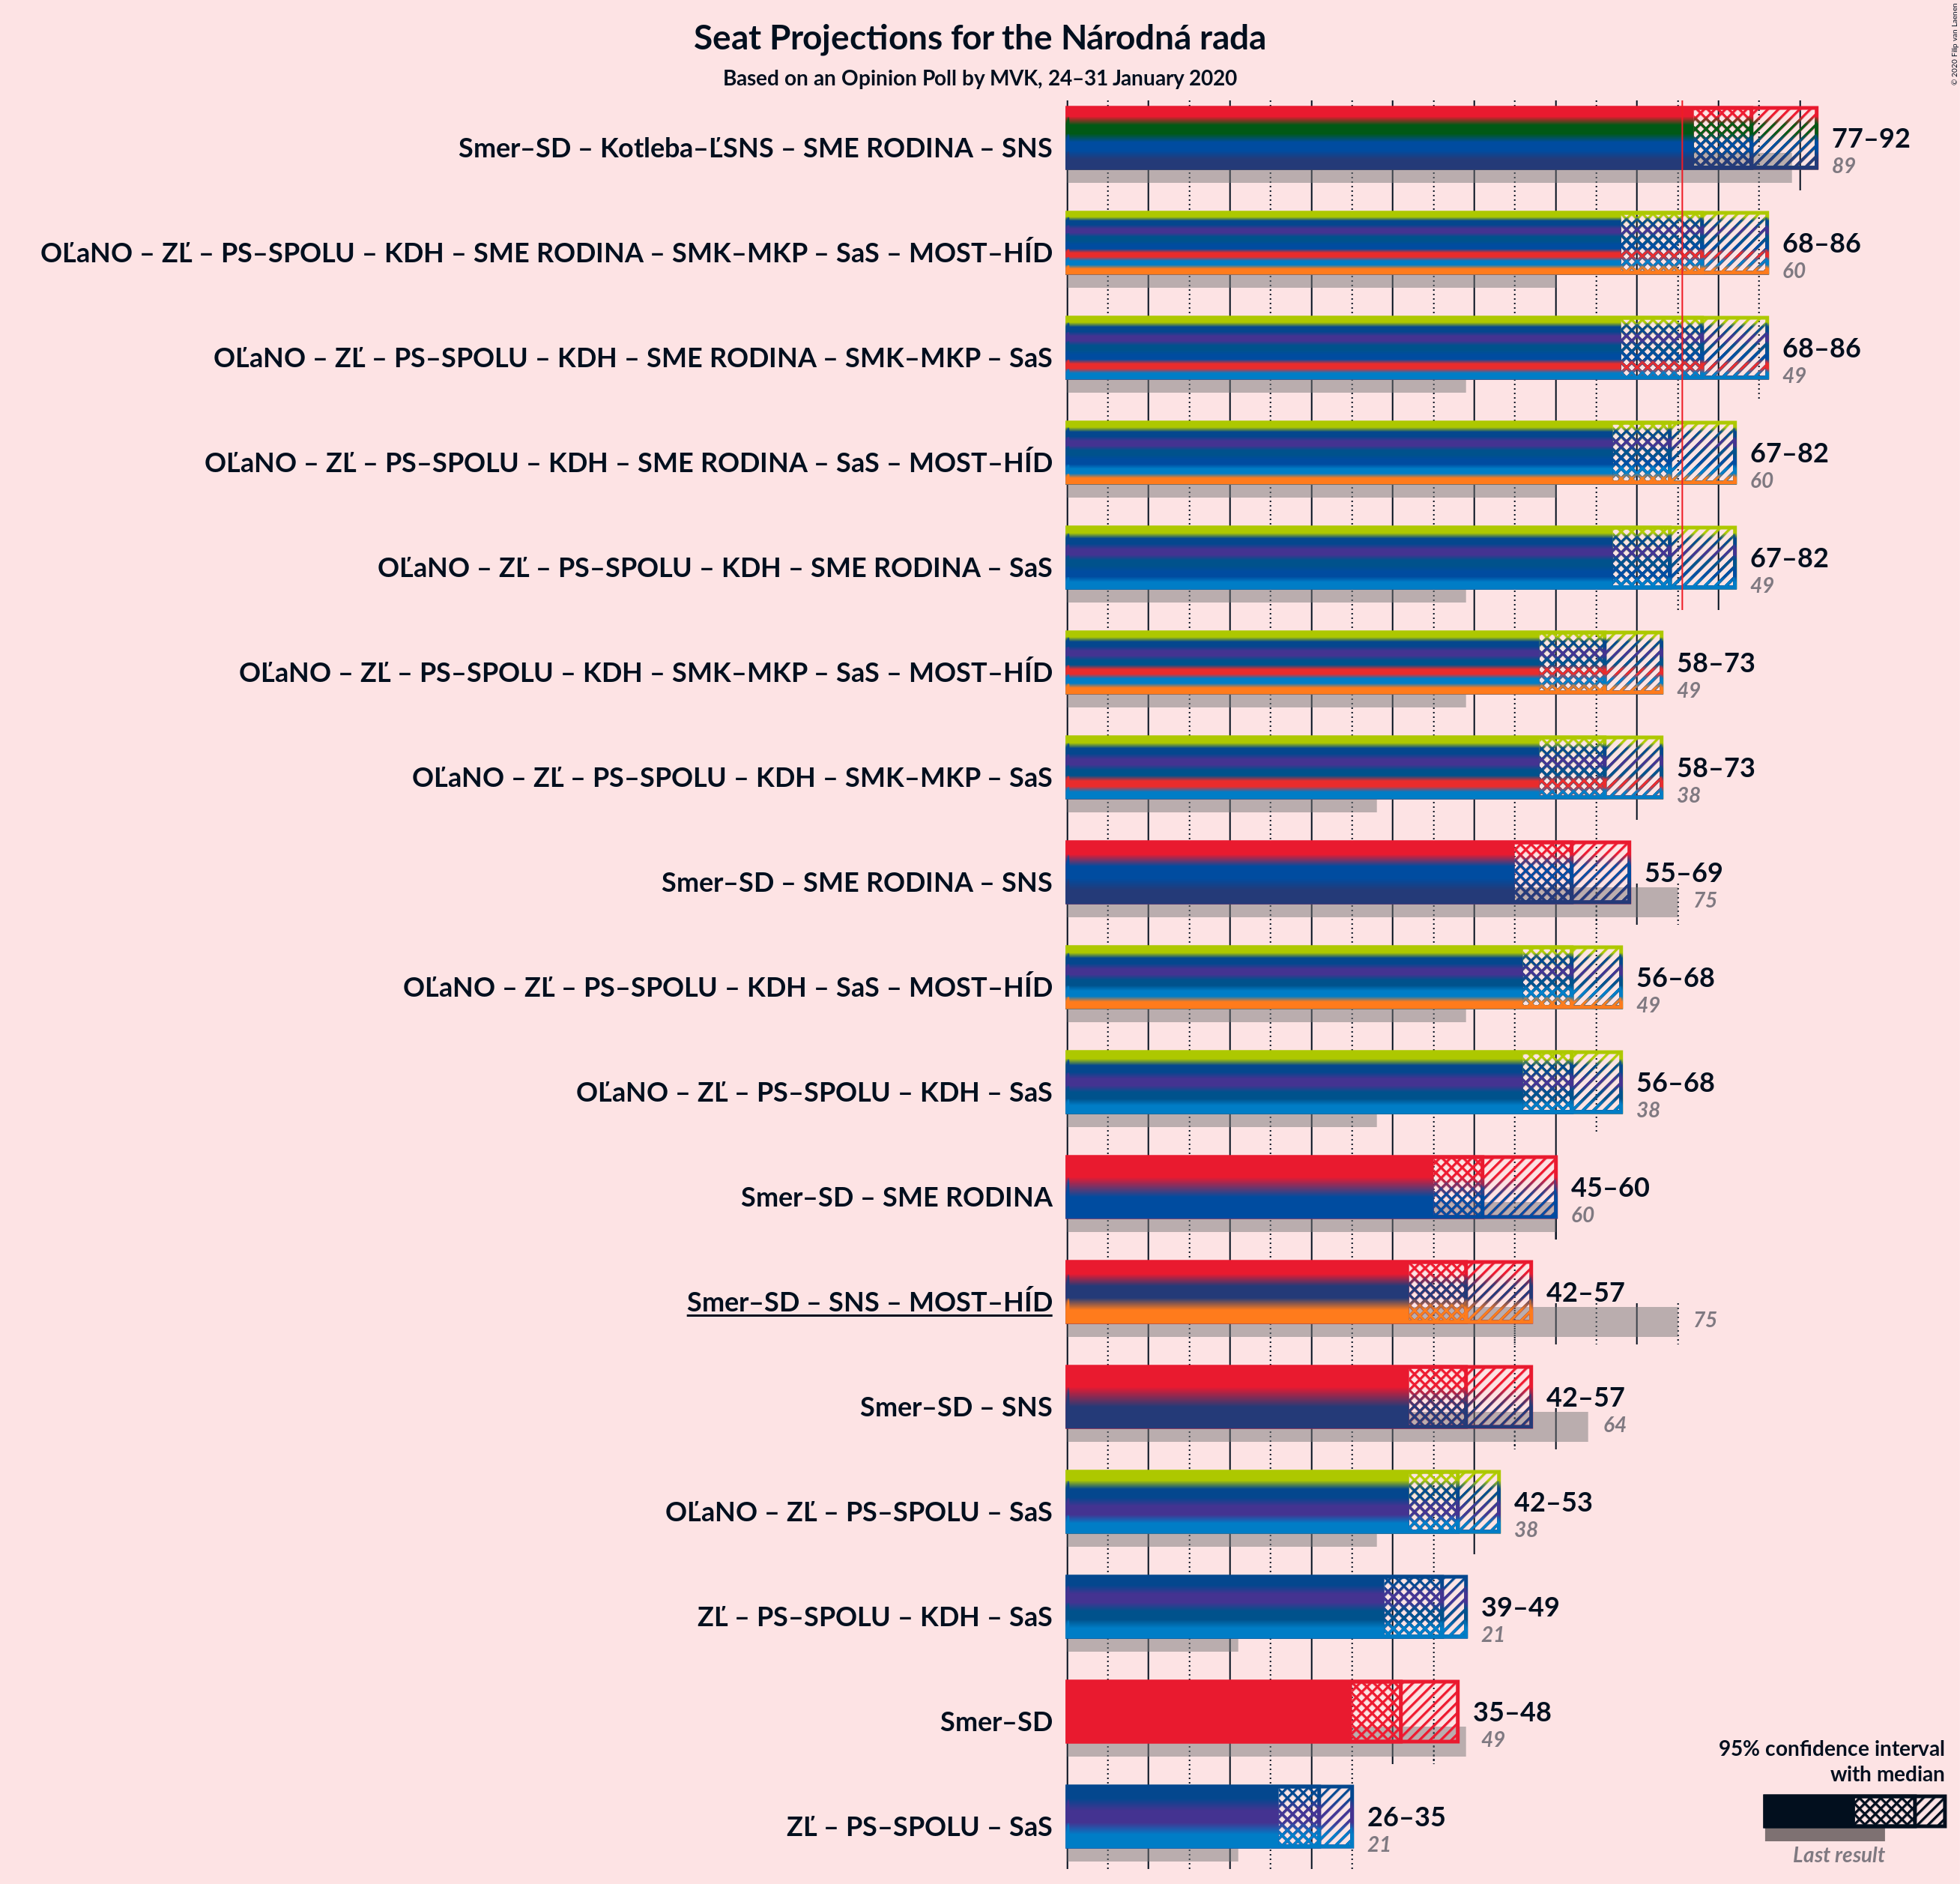 Seat Projections for the Národná rada
Based on an Opinion Poll by MVK, 24–31 January 2020
© 2020 Filip van Laenen
Smer–SD – Kotleba–ĽSNS – SME RODINA – SNS
77–92
89
OĽaNO – ZĽ – PS–SPOLU – KDH – SME RODINA – SMK–MKP – SaS – MOST–HÍD
68–86
60
OĽaNO – ZĽ – PS–SPOLU – KDH – SME RODINA – SMK–MKP – SaS
68–86
49
OĽaNO – ZĽ – PS–SPOLU – KDH – SME RODINA – SaS – MOST–HÍD
67–82
60
OĽaNO – ZĽ – PS–SPOLU – KDH – SME RODINA – SaS
67–82
49
OĽaNO – ZĽ – PS–SPOLU – KDH – SMK–MKP – SaS – MOST–HÍD
58–73
49
OĽaNO – ZĽ – PS–SPOLU – KDH – SMK–MKP – SaS
58–73
38
Smer–SD – SME RODINA – SNS
55–69
75
OĽaNO – ZĽ – PS–SPOLU – KDH – SaS – MOST–HÍD
56–68
49
OĽaNO – ZĽ – PS–SPOLU – KDH – SaS
56–68
38
Smer–SD – SME RODINA
45–60
60
Smer–SD – SNS – MOST–HÍD
42–57
75
Smer–SD – SNS
42–57
64
OĽaNO – ZĽ – PS–SPOLU – SaS
42–53
38
ZĽ – PS–SPOLU – KDH – SaS
39–49
21
Smer–SD
35–48
49
ZĽ – PS–SPOLU – SaS
26–35
21
95% confidence interval
with median
Last result